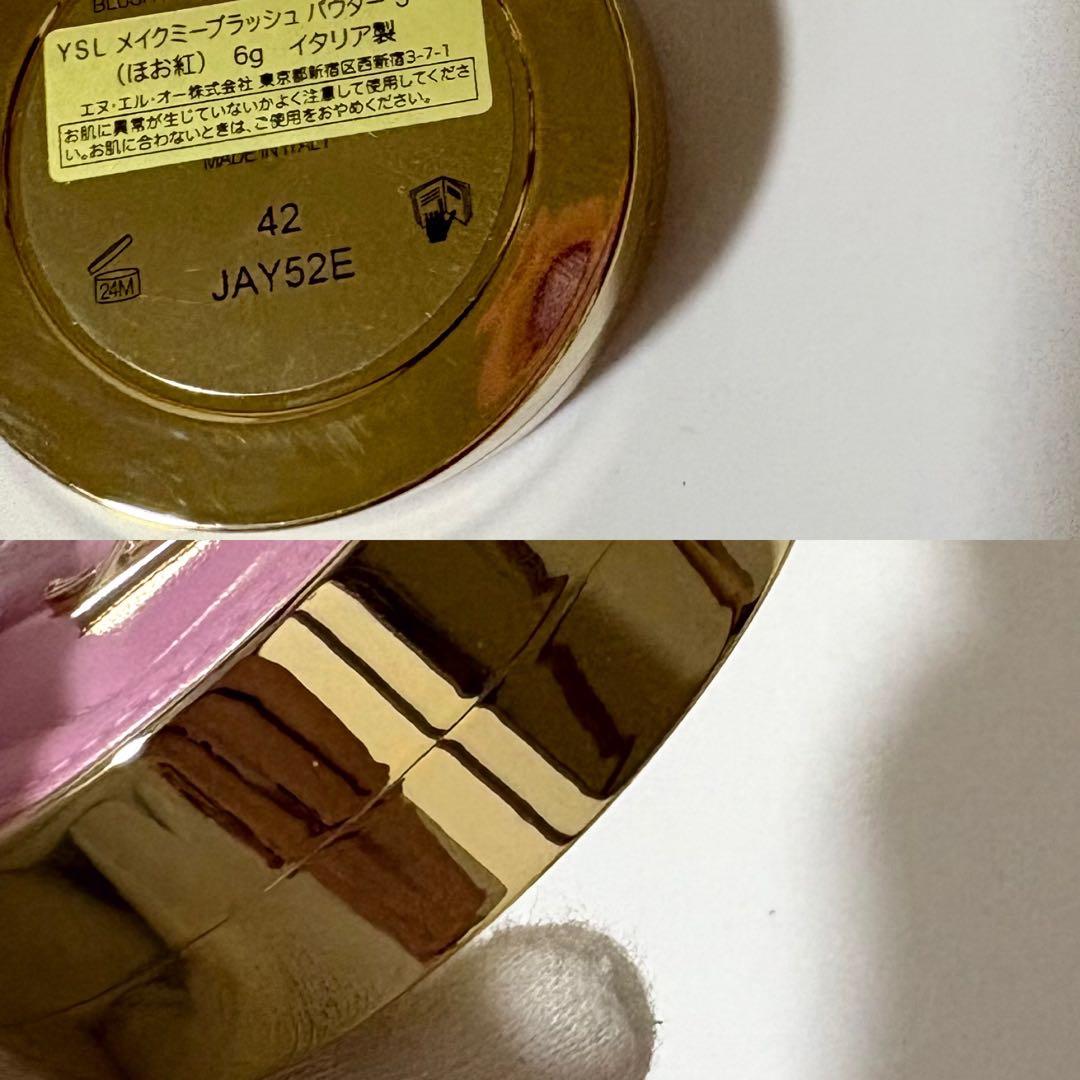 BLUSH
YSL メイクミーブラッシュ パウダー S
(ほお紅) 6g イタリア製
エヌ・エル・オー株式会社 東京都新宿区西新宿3-7-1
お肌に異常が生じていないかよく注意して使用してくださ
い。お肌に合わないときは、ご使用をおやめください。
MADE IN ITALY
42
24M
JAY52E